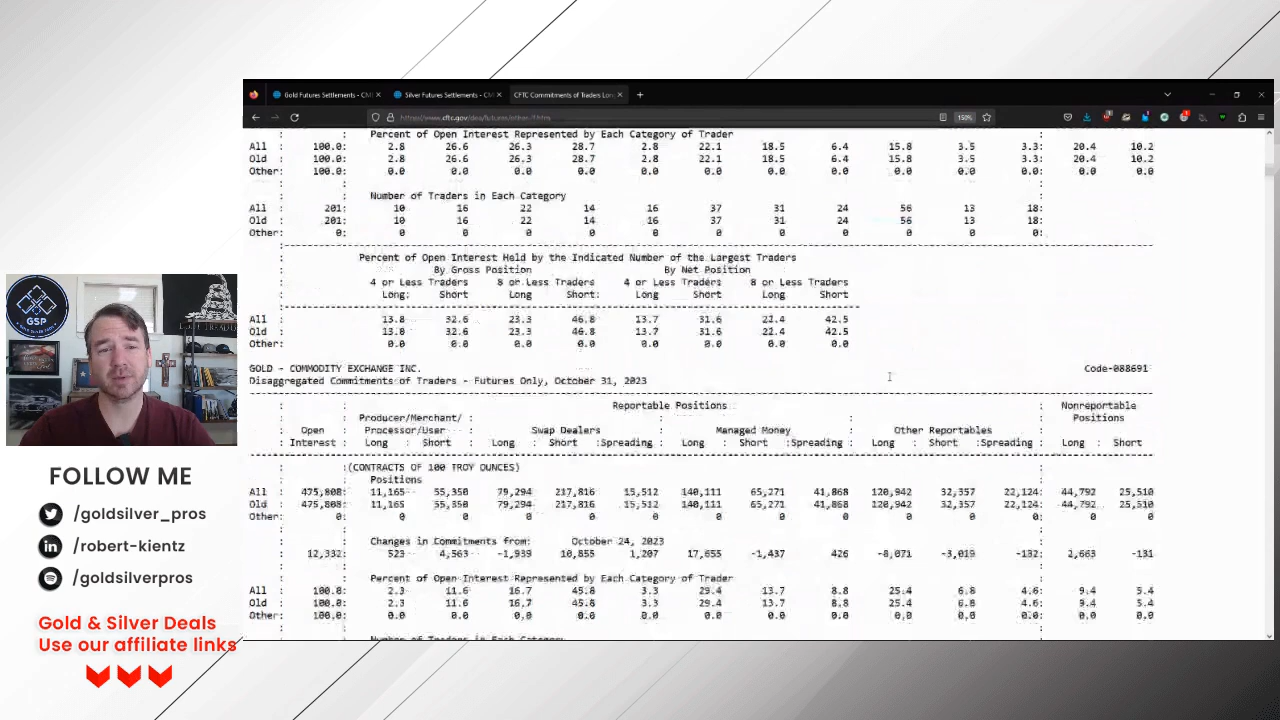 Gold Futures Settlements - CM
Silver Futures Settlements - CM
CFTC Commitments of Traders Lon
https://www.cftc.gov/dea/futures/other_lf.htm
150%
: : Percent of Open Interest Represented by Each Category of Trader : :
All : 100.0: 2.8 26.6 26.3 28.7 2.8 22.1 18.5 6.4 15.8 3.5 3.3: 20.4 10.2
Old : 100.0: 2.8 26.6 26.3 28.7 2.8 22.1 18.5 6.4 15.8 3.5 3.3: 20.4 10.2
Other: 100.0: 0.0 0.0 0.0 0.0 0.0 0.0 0.0 0.0 0.0 0.0 0.0: 0.0 0.0
: : Number of Traders in Each Category :
All : 201: 10 16 22 14 16 37 31 24 56 13 18:
Old : 201: 10 16 22 14 16 37 31 24 56 13 18:
Other: 0: 0 0 0 0 0 0 0 0 0 0 0:
Percent of Open Interest Held by the Indicated Number of the Largest Traders
By Gross Position By Net Position
4 or Less Traders 8 or Less Traders 4 or Less Traders 8 or Less Traders
Long: Short Long Short: Long Short Long Short
All : 13.8 32.6 23.3 46.8 13.7 31.6 22.4 42.5
Old : 13.8 32.6 23.3 46.8 13.7 31.6 22.4 42.5
Other: 0.0 0.0 0.0 0.0 0.0 0.0 0.0 0.0
GOLD - COMMODITY EXCHANGE INC. Code-088691
Disaggregated Commitments of Traders - Futures Only, October 31, 2023
: : Reportable Positions : Nonreportable
: : Producer/Merchant/ : : : : Positions
: Open : Processor/User : Swap Dealers : Managed Money : Other Reportables :
: Interest: Long : Short : Long : Short :Spreading : Long : Short :Spreading : Long : Short :Spreading : Long : Short
: :(CONTRACTS OF 100 TROY OUNCES) :
: : Positions :
All : 475,808: 11,165 55,350 79,294 217,816 15,512 140,111 65,271 41,868 120,942 32,357 22,124: 44,792 25,510
Old : 475,808: 11,165 55,350 79,294 217,816 15,512 140,111 65,271 41,868 120,942 32,357 22,124: 44,792 25,510
Other: 0: 0 0 0 0 0 0 0 0 0 0 0: 0 0
: : Changes in Commitments from: October 24, 2023 :
: 12,332: 523 4,563 -1,939 10,855 1,207 17,655 -1,437 426 -8,071 -3,019 -132: 2,663 -131
: : Percent of Open Interest Represented by Each Category of Trader :
All : 100.0: 2.3 11.6 16.7 45.8 3.3 29.4 13.7 8.8 25.4 6.8 4.6: 9.4 5.4
Old : 100.0: 2.3 11.6 16.7 45.8 3.3 29.4 13.7 8.8 25.4 6.8 4.6: 9.4 5.4
Other: 100.0: 0.0 0.0 0.0 0.0 0.0 0.0 0.0 0.0 0.0 0.0 0.0: 0.0 0.0
: : Number of Traders in Each Category
GSP
FOLLOW ME
/goldsilver_pros
in /robert-kientz
/goldsilverpros
Gold & Silver Deals
Use our affiliate links